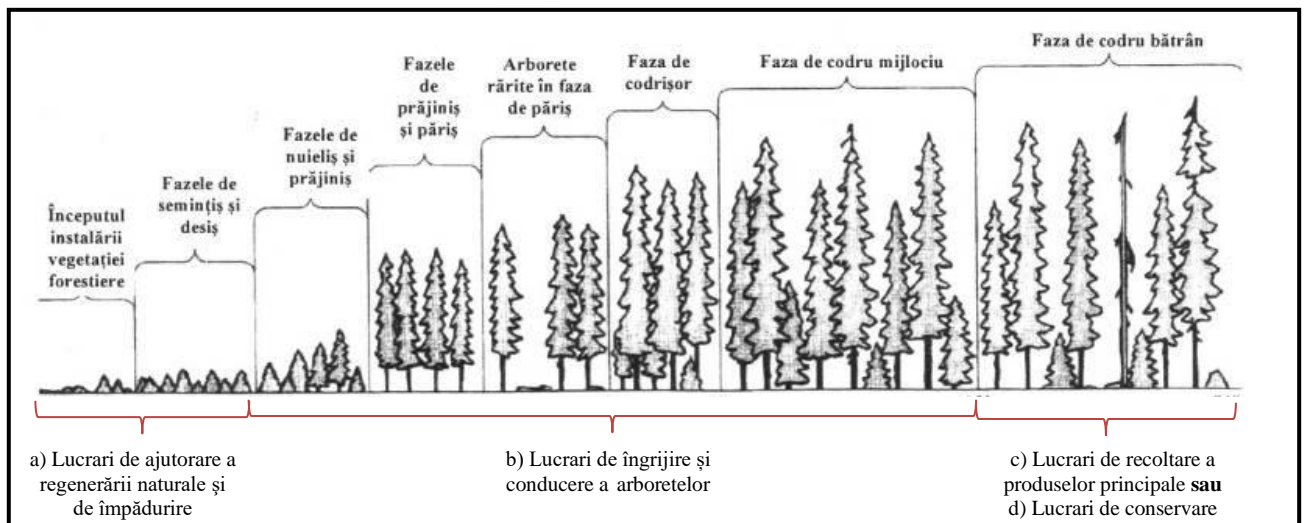 Începutul
instalării
vegetației
forestiere
Fazele de
semințiș și
desiș
Fazele de
nuieliș și
prăjiniș
Fazele
de
prăjiniș
și păriș
Arborete
rărite în faza
de păriș
Faza de
codrișor
Faza de codru mijlociu
Faza de codru bătrân
a) Lucrari de ajutorare a
regenerării naturale şi
de împădurire
b) Lucrari de îngrijire și
conducere a arboretelor
c) Lucrari de recoltare a
produselor principale sau
d) Lucrari de conservare